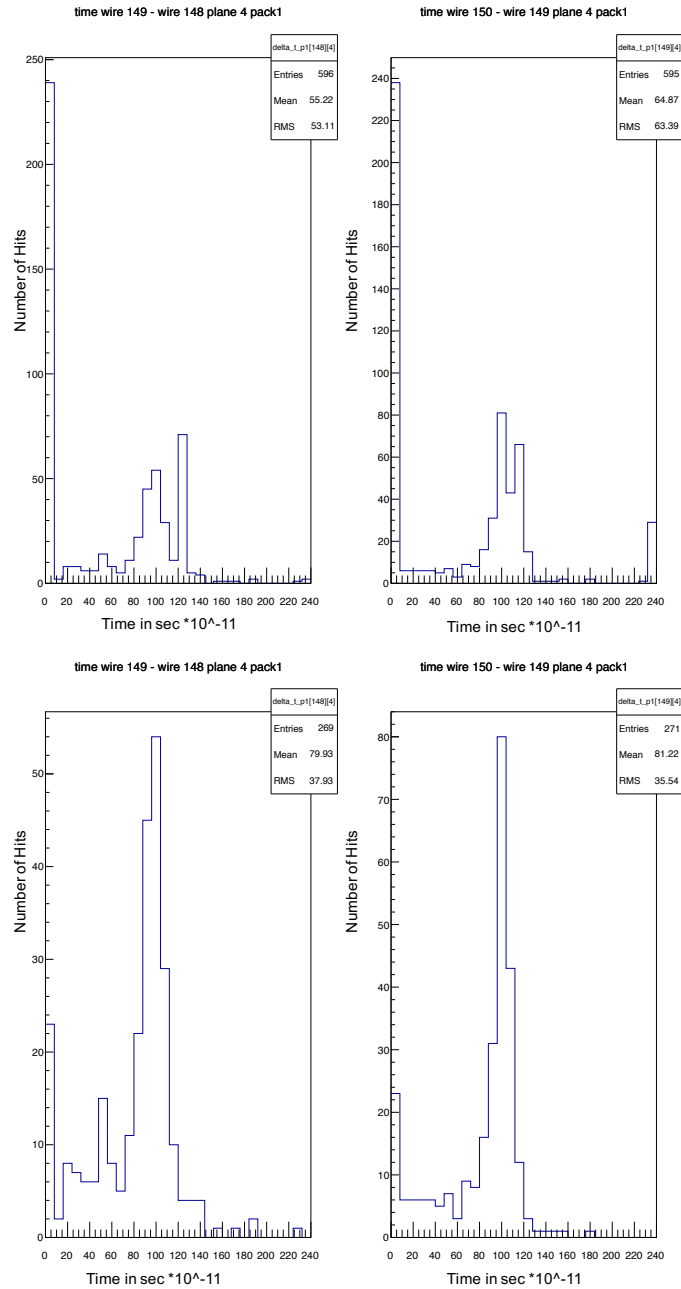 time wire 149 - wire 148 plane 4 pack1
delta_t_p1[148][4]
Entries 596
Mean 55.22
RMS 53.11
Number of Hits
250
200
150
100
50
0
0 20 40 60 80 100 120 140 160 180 200 220 240
Time in sec *10^-11
time wire 150 - wire 149 plane 4 pack1
delta_t_p1[149][4]
Entries 595
Mean 64.87
RMS 63.39
Number of Hits
240
220
200
180
160
140
120
100
80
60
40
20
0
0 20 40 60 80 100 120 140 160 180 200 220 240
Time in sec *10^-11
time wire 149 - wire 148 plane 4 pack1
delta_t_p1[148][4]
Entries 269
Mean 79.93
RMS 37.93
Number of Hits
50
40
30
20
10
0
0 20 40 60 80 100 120 140 160 180 200 220 240
Time in sec *10^-11
time wire 150 - wire 149 plane 4 pack1
delta_t_p1[149][4]
Entries 271
Mean 81.22
RMS 35.54
Number of Hits
80
70
60
50
40
30
20
10
0
0 20 40 60 80 100 120 140 160 180 200 220 240
Time in sec *10^-11